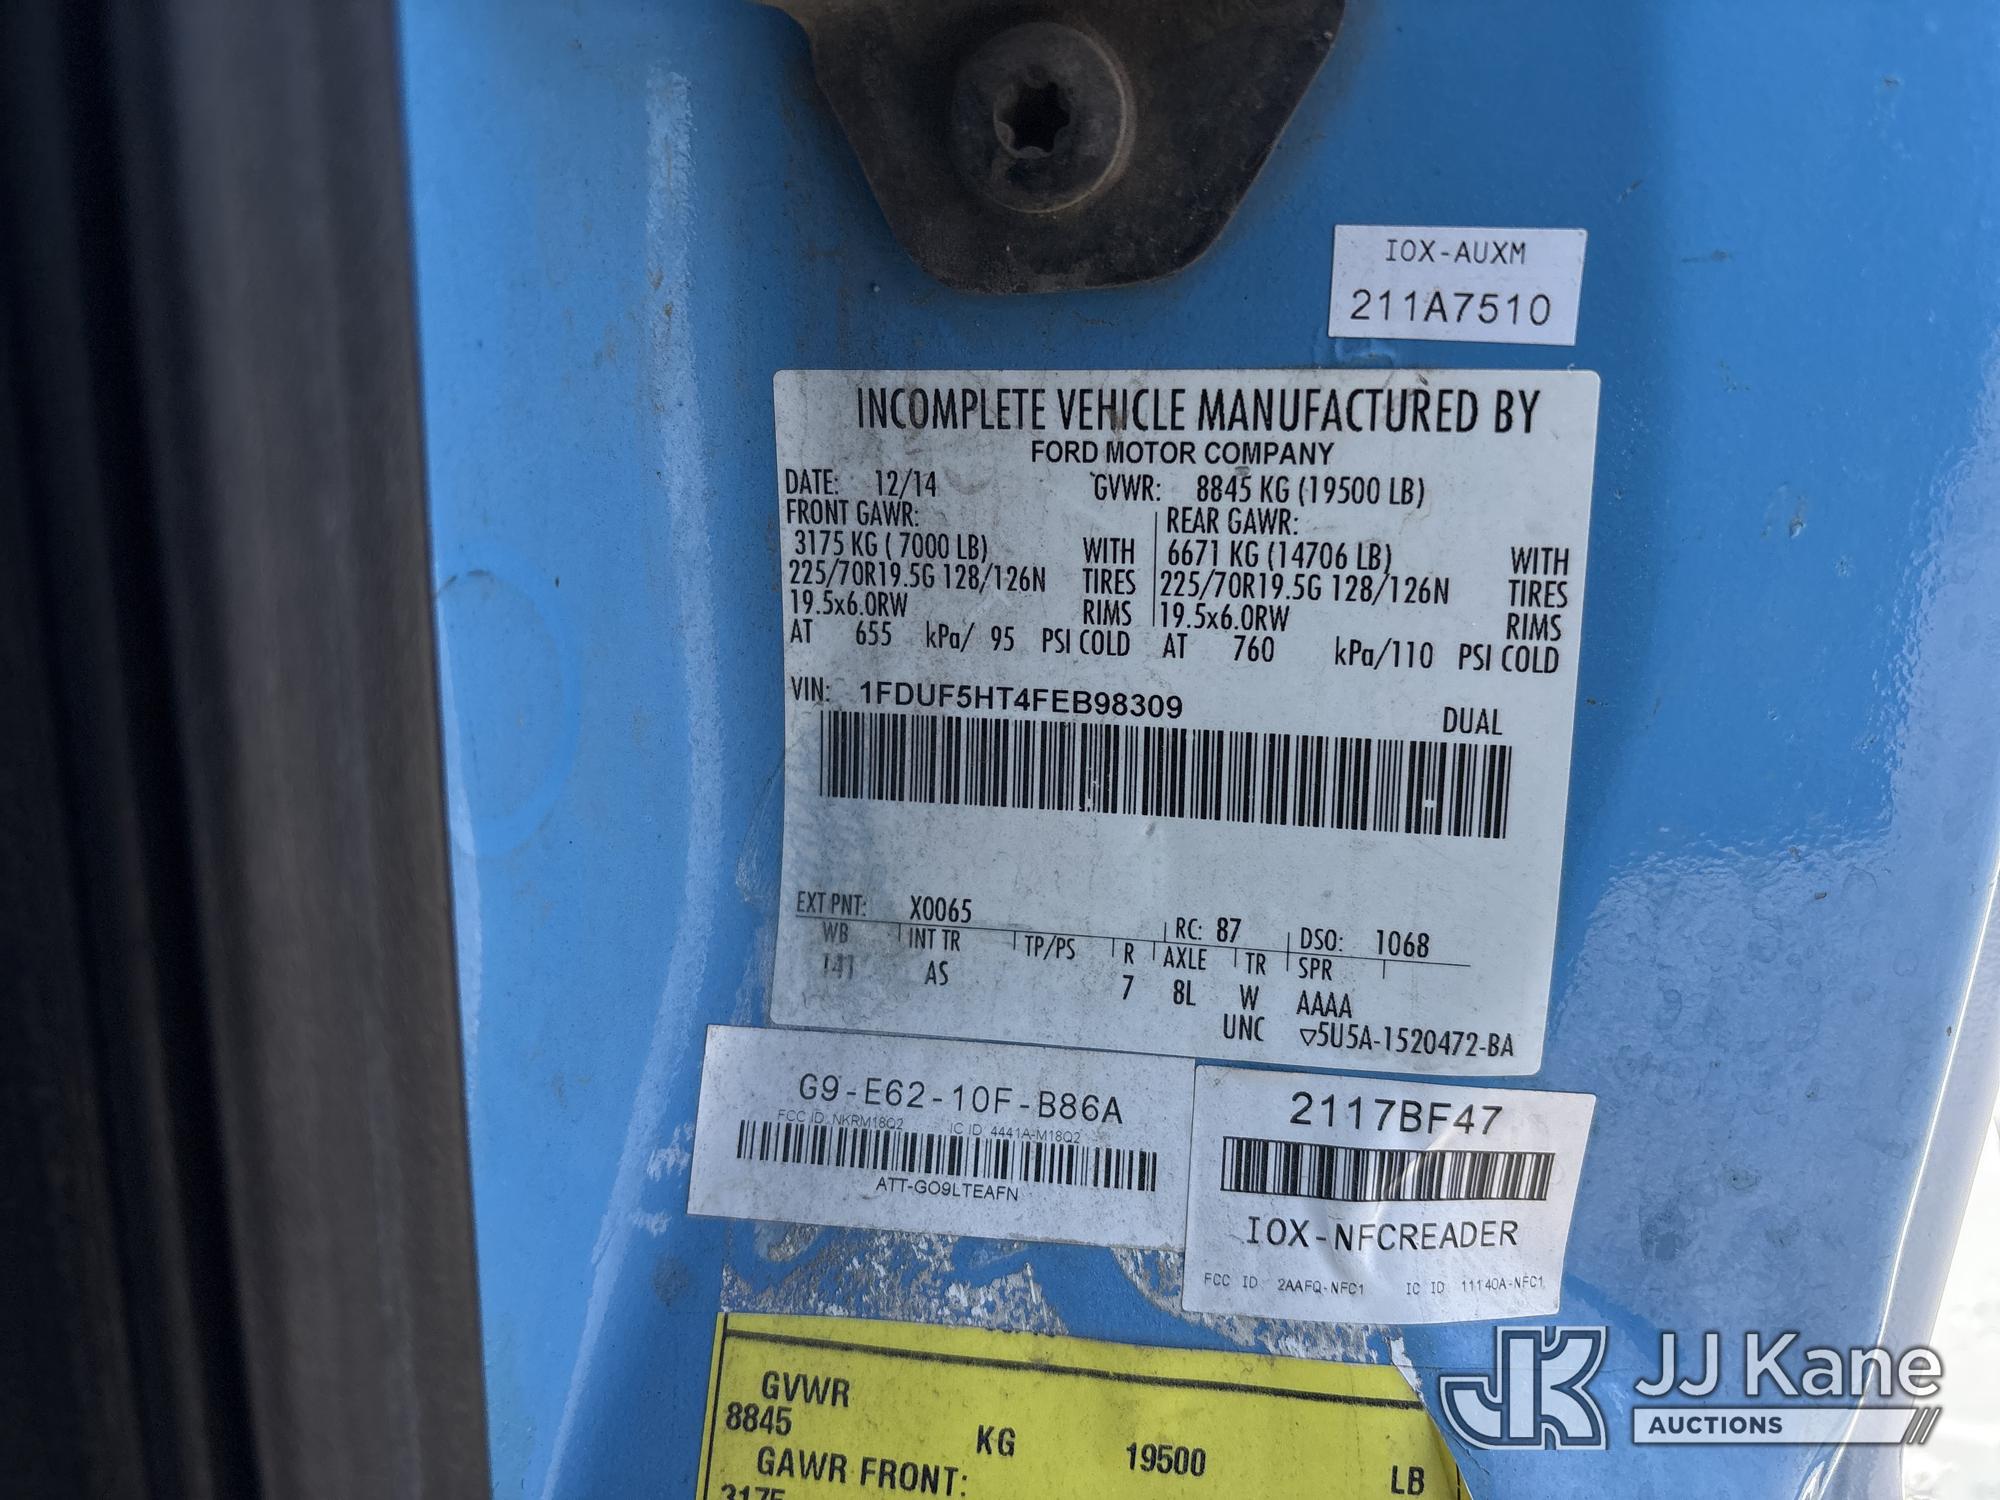 IOX-AUXM
211A7510
INCOMPLETE VEHICLE MANUFACTURED BY
FORD MOTOR COMPANY
DATE: 12/14 GVWR: 8845 KG (19500 LB)
FRONT GAWR: REAR GAWR:
3175 KG ( 7000 LB) WITH 6671 KG (14706 LB) WITH
225/70R19.5G 128/126N TIRES 225/70R19.5G 128/126N TIRES
19.5x6.0RW RIMS 19.5x6.0RW RIMS
AT 655 kPa/ 95 PSI COLD AT 760 kPa/110 PSI COLD
VIN: 1FDUF5HT4FEB98309 DUAL
EXT PNT: X0065 RC: 87 DSO: 1068
WB INT TR TP/PS R AXLE TR SPR
141 AS 7 8L W AAAA
UNC ▽5U5A-1520472-BA
G9-E62-10F-B86A
FCC ID: NKRM18Q2 IC ID 4441A-M18Q2
ATT-GO9LTEAFN
2117BF47
IOX-NFCREADER
FCC ID 2AAFQ-NFC1 IC ID 11140A-NFC1
GVWR
8845 KG 19500 LB
GAWR FRONT:
3175
JJ Kane
AUCTIONS